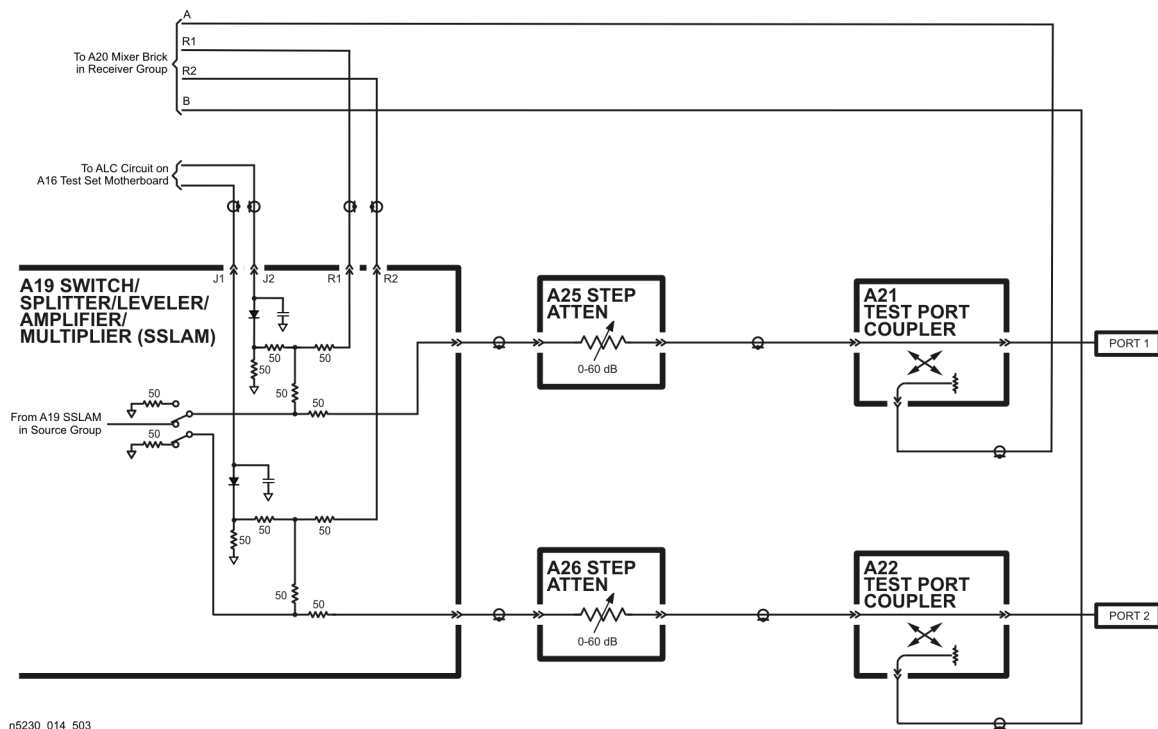 A
R1
To A20 Mixer Brick
in Receiver Group
R2
B
To ALC Circuit on
A16 Test Set Motherboard
J1
J2
R1
R2
A19 SWITCH/
SPLITTER/LEVELER/
AMPLIFIER/
MULTIPLIER (SSLAM)
A25 STEP
ATTEN
0-60 dB
A21
TEST PORT
COUPLER
PORT 1
50
50
50
50
50
50
From A19 SSLAM
in Source Group
50
50
50
50
50
50
A26 STEP
ATTEN
0-60 dB
A22
TEST PORT
COUPLER
PORT 2
n5230_014_503